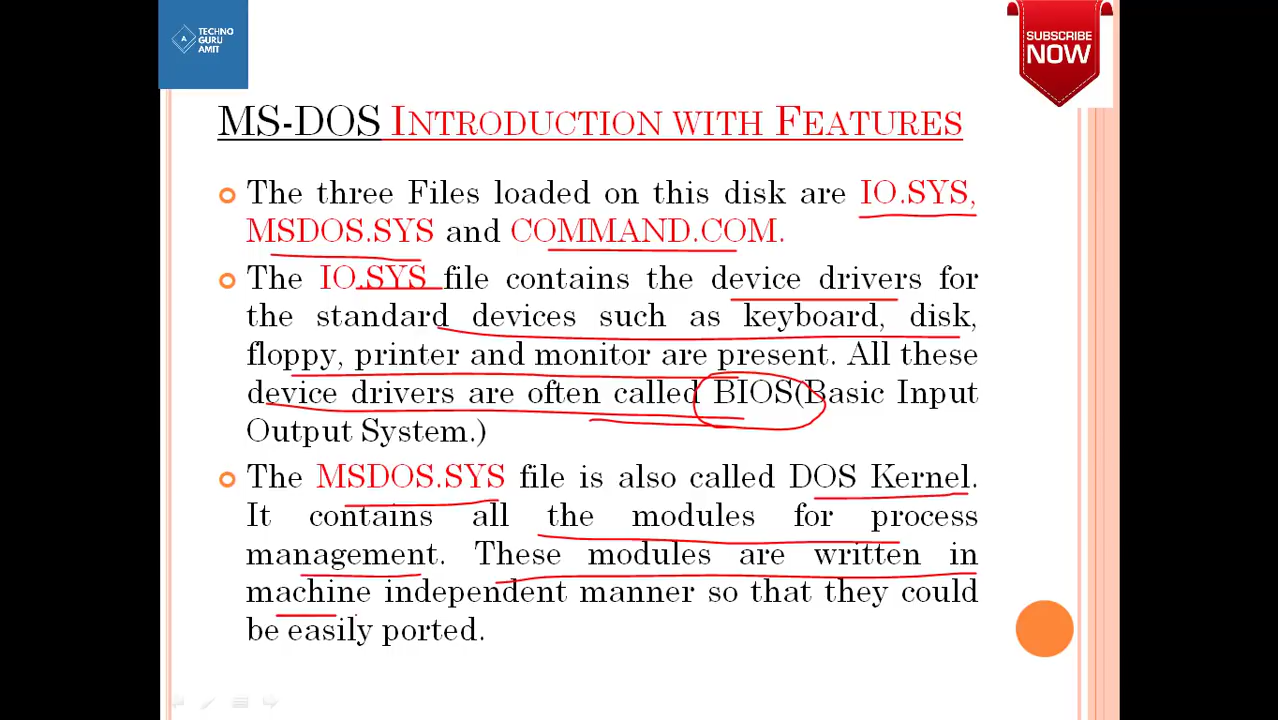 TECHNO
GURU
AMIT
SUBSCRIBE
NOW
MS-DOS INTRODUCTION WITH FEATURES
The three Files loaded on this disk are IO.SYS,
MSDOS.SYS and COMMAND.COM.
The IO.SYS file contains the device drivers for
the standard devices such as keyboard, disk,
floppy, printer and monitor are present. All these
device drivers are often called BIOS(Basic Input
Output System.)
The MSDOS.SYS file is also called DOS Kernel.
It contains all the modules for process
management. These modules are written in
machine independent manner so that they could
be easily ported.